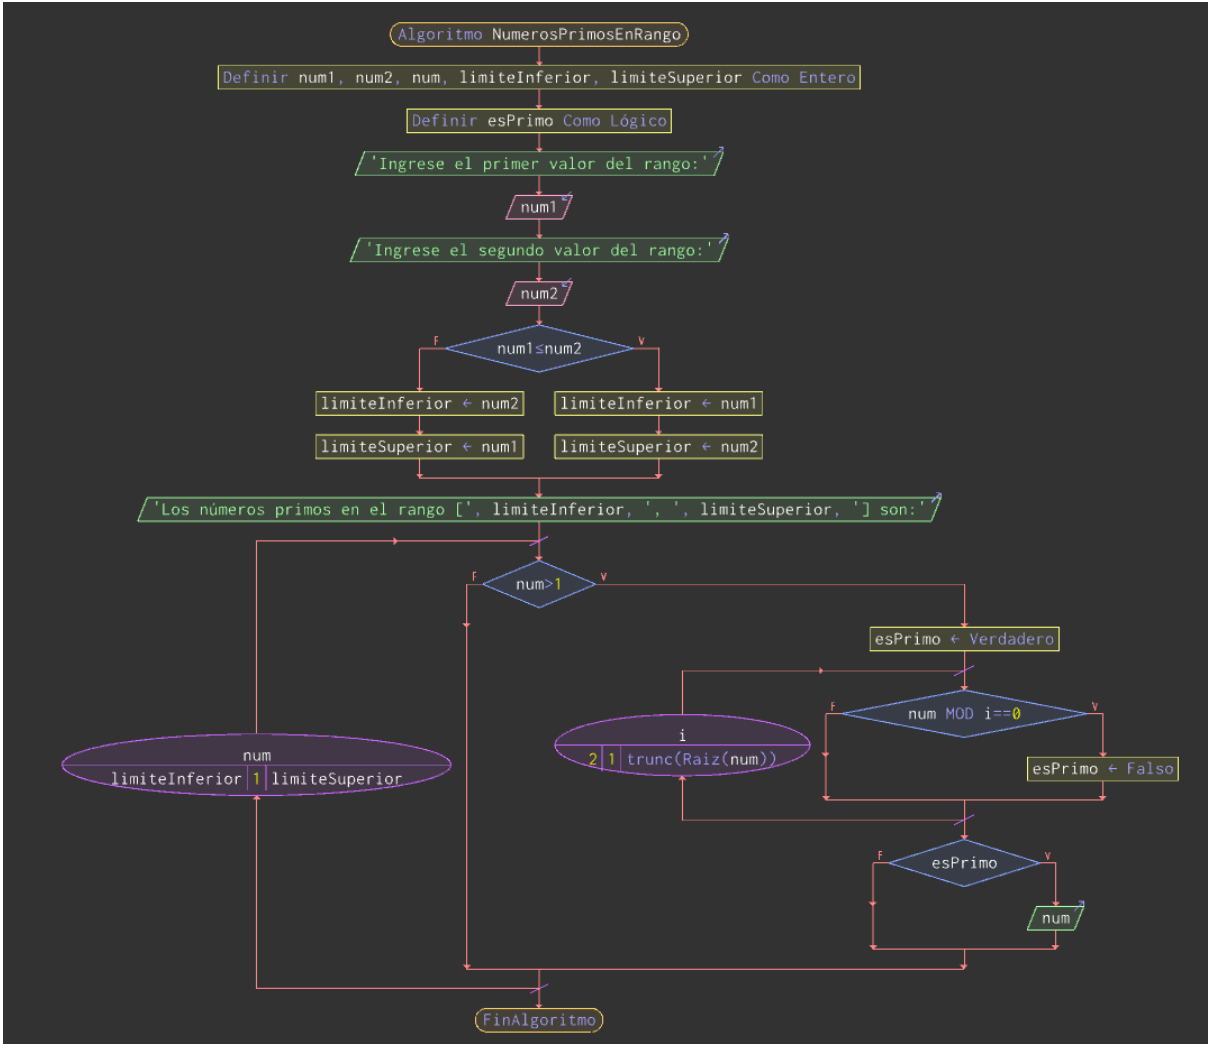 Algoritmo NumerosPrimosEnRango
Definir num1, num2, num, limiteInferior, limiteSuperior Como Entero
Definir esPrimo Como Lógico
'Ingrese el primer valor del rango:'
num1
'Ingrese el segundo valor del rango:'
num2
F
V
num1≤num2
limiteInferior ← num2
limiteInferior ← num1
limiteSuperior ← num1
limiteSuperior ← num2
'Los números primos en el rango [', limiteInferior, ', ', limiteSuperior, '] son:'
F
V
num>1
esPrimo ← Verdadero
F
V
num MOD i==0
i
2 1 trunc(Raiz(num))
num
limiteInferior 1 limiteSuperior
esPrimo ← Falso
F
V
esPrimo
num
FinAlgoritmo